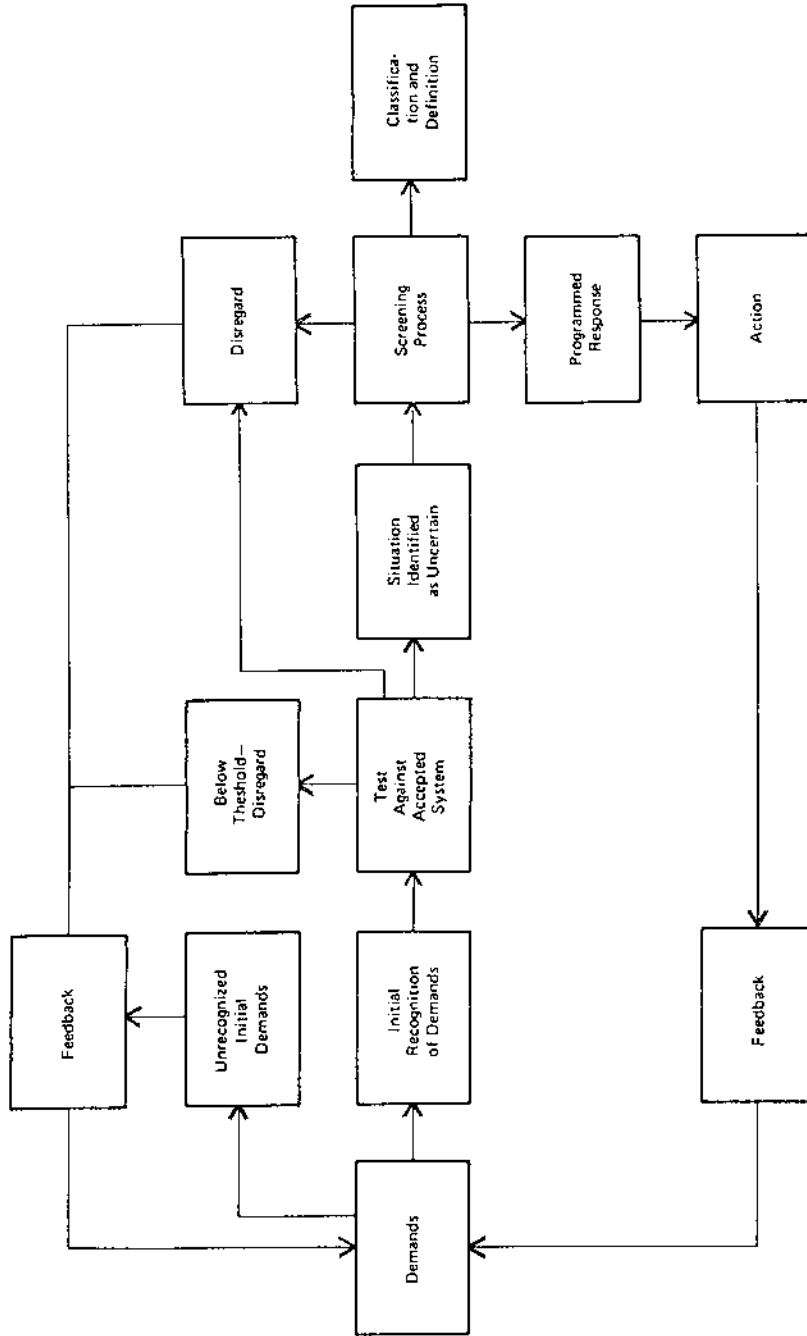 Feedback
Unrecognized
Initial
Demands
Below
Theshold–
Disregard
Disregard
Demands
Initial
Recognition
of Demands
Test
Against
Accepted
System
Situation
Identified
as Uncertain
Screening
Process
Classifica-
tion and
Definition
Programmed
Response
Feedback
Action